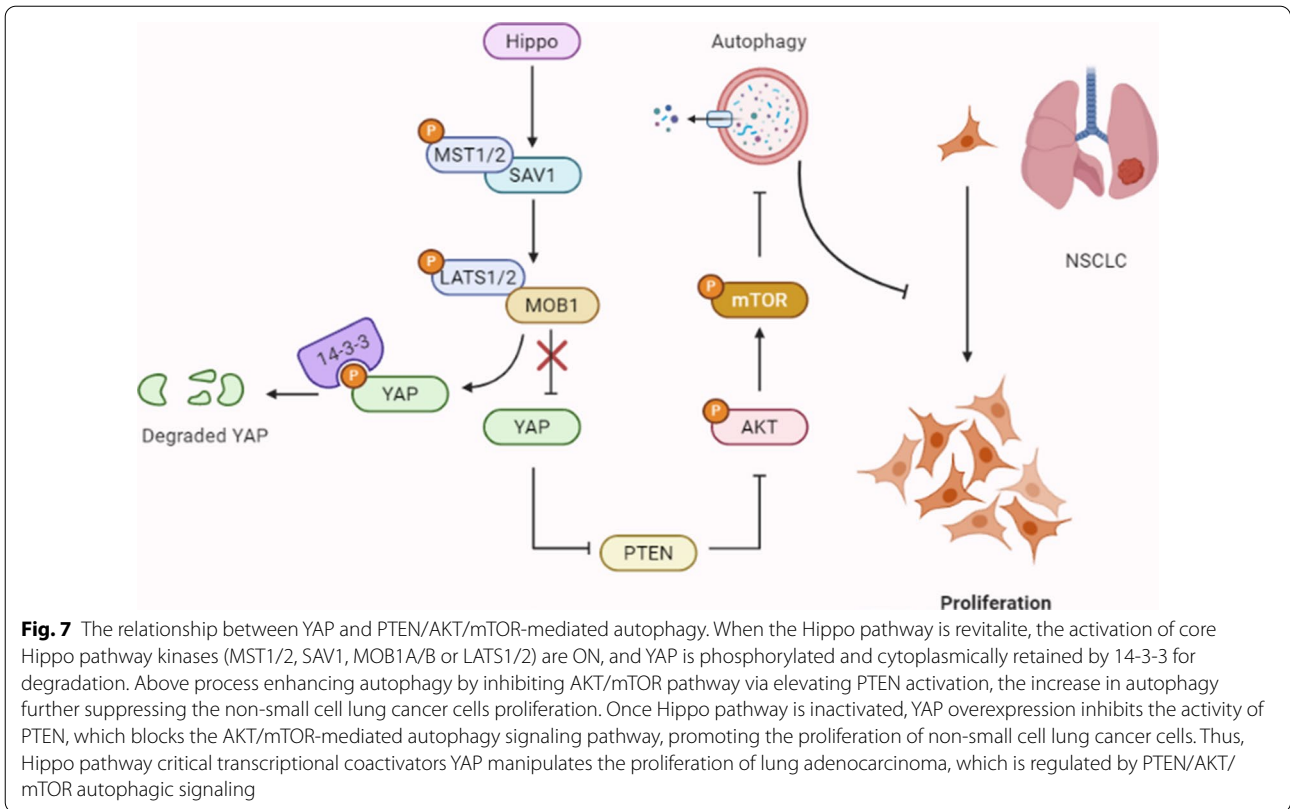 Hippo
Autophagy
P
MST1/2
SAV1
P
LATS1/2
MOB1
P
mTOR
NSCLC
14-3-3
P
YAP
Degraded YAP
YAP
P
AKT
PTEN
Proliferation
Fig. 7 The relationship between YAP and PTEN/AKT/mTOR-mediated autophagy. When the Hippo pathway is revitalite, the activation of core
Hippo pathway kinases (MST1/2, SAV1, MOB1A/B or LATS1/2) are ON, and YAP is phosphorylated and cytoplasmically retained by 14-3-3 for
degradation. Above process enhancing autophagy by inhibiting AKT/mTOR pathway via elevating PTEN activation, the increase in autophagy
further suppressing the non-small cell lung cancer cells proliferation. Once Hippo pathway is inactivated, YAP overexpression inhibits the activity of
PTEN, which blocks the AKT/mTOR-mediated autophagy signaling pathway, promoting the proliferation of non-small cell lung cancer cells. Thus,
Hippo pathway critical transcriptional coactivators YAP manipulates the proliferation of lung adenocarcinoma, which is regulated by PTEN/AKT/
mTOR autophagic signaling